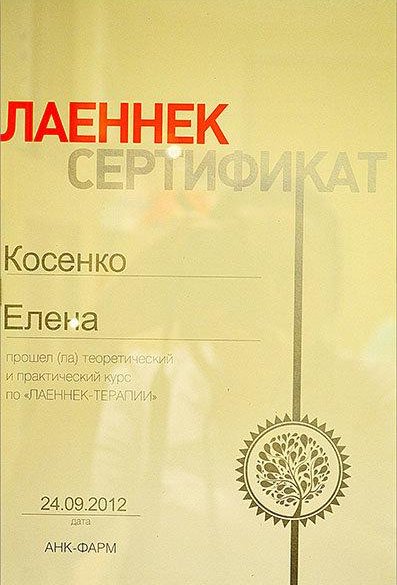 ЛАЕННЕК
СЕРТИФИКАТ
Косенко
Елена
прошел (ла) теоретический
и практический курс
по «ЛАЕННЕК-ТЕРАПИИ»
24.09.2012
дата
АНК-ФАРМ